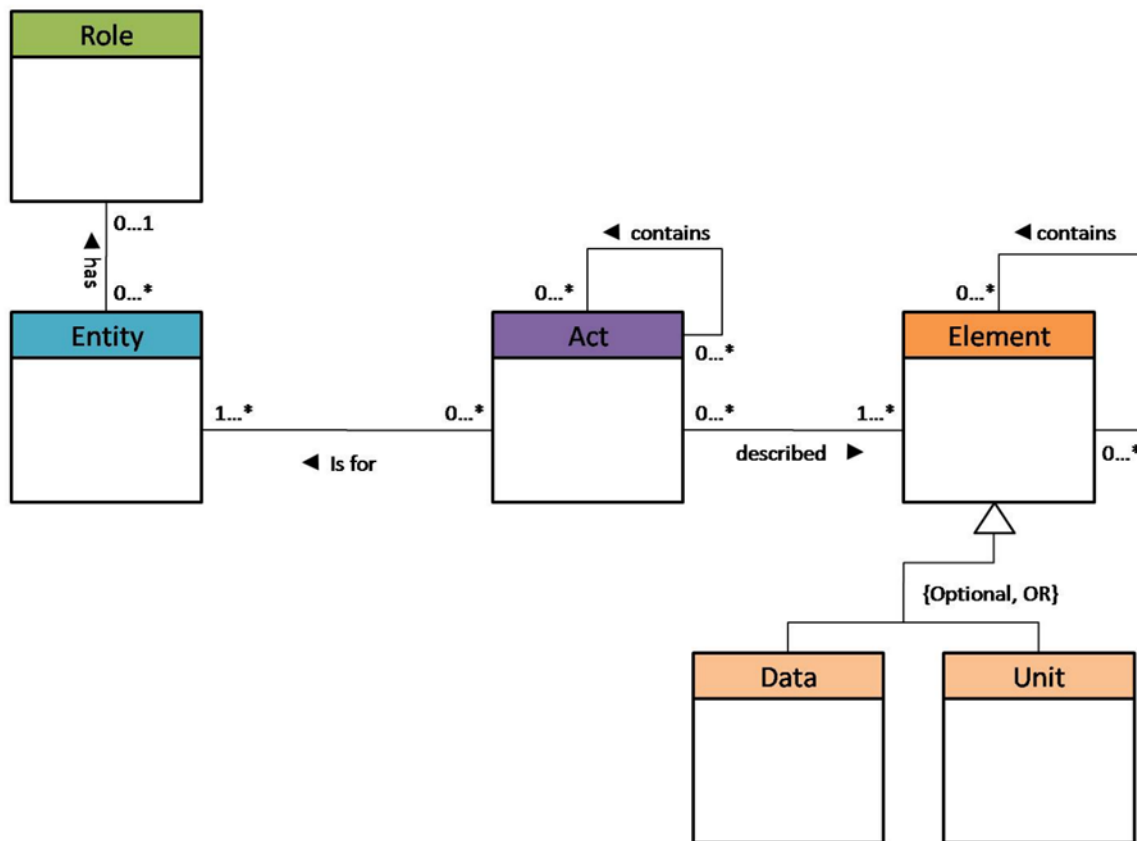 Role
0...1
◄ has
0...*
◄ contains
◄ contains
0...*
0...*
Entity
Act
Element
0...*
1...*
0...*
0...*
1...*
0...*
◄ Is for
described ►
{Optional, OR}
Data
Unit